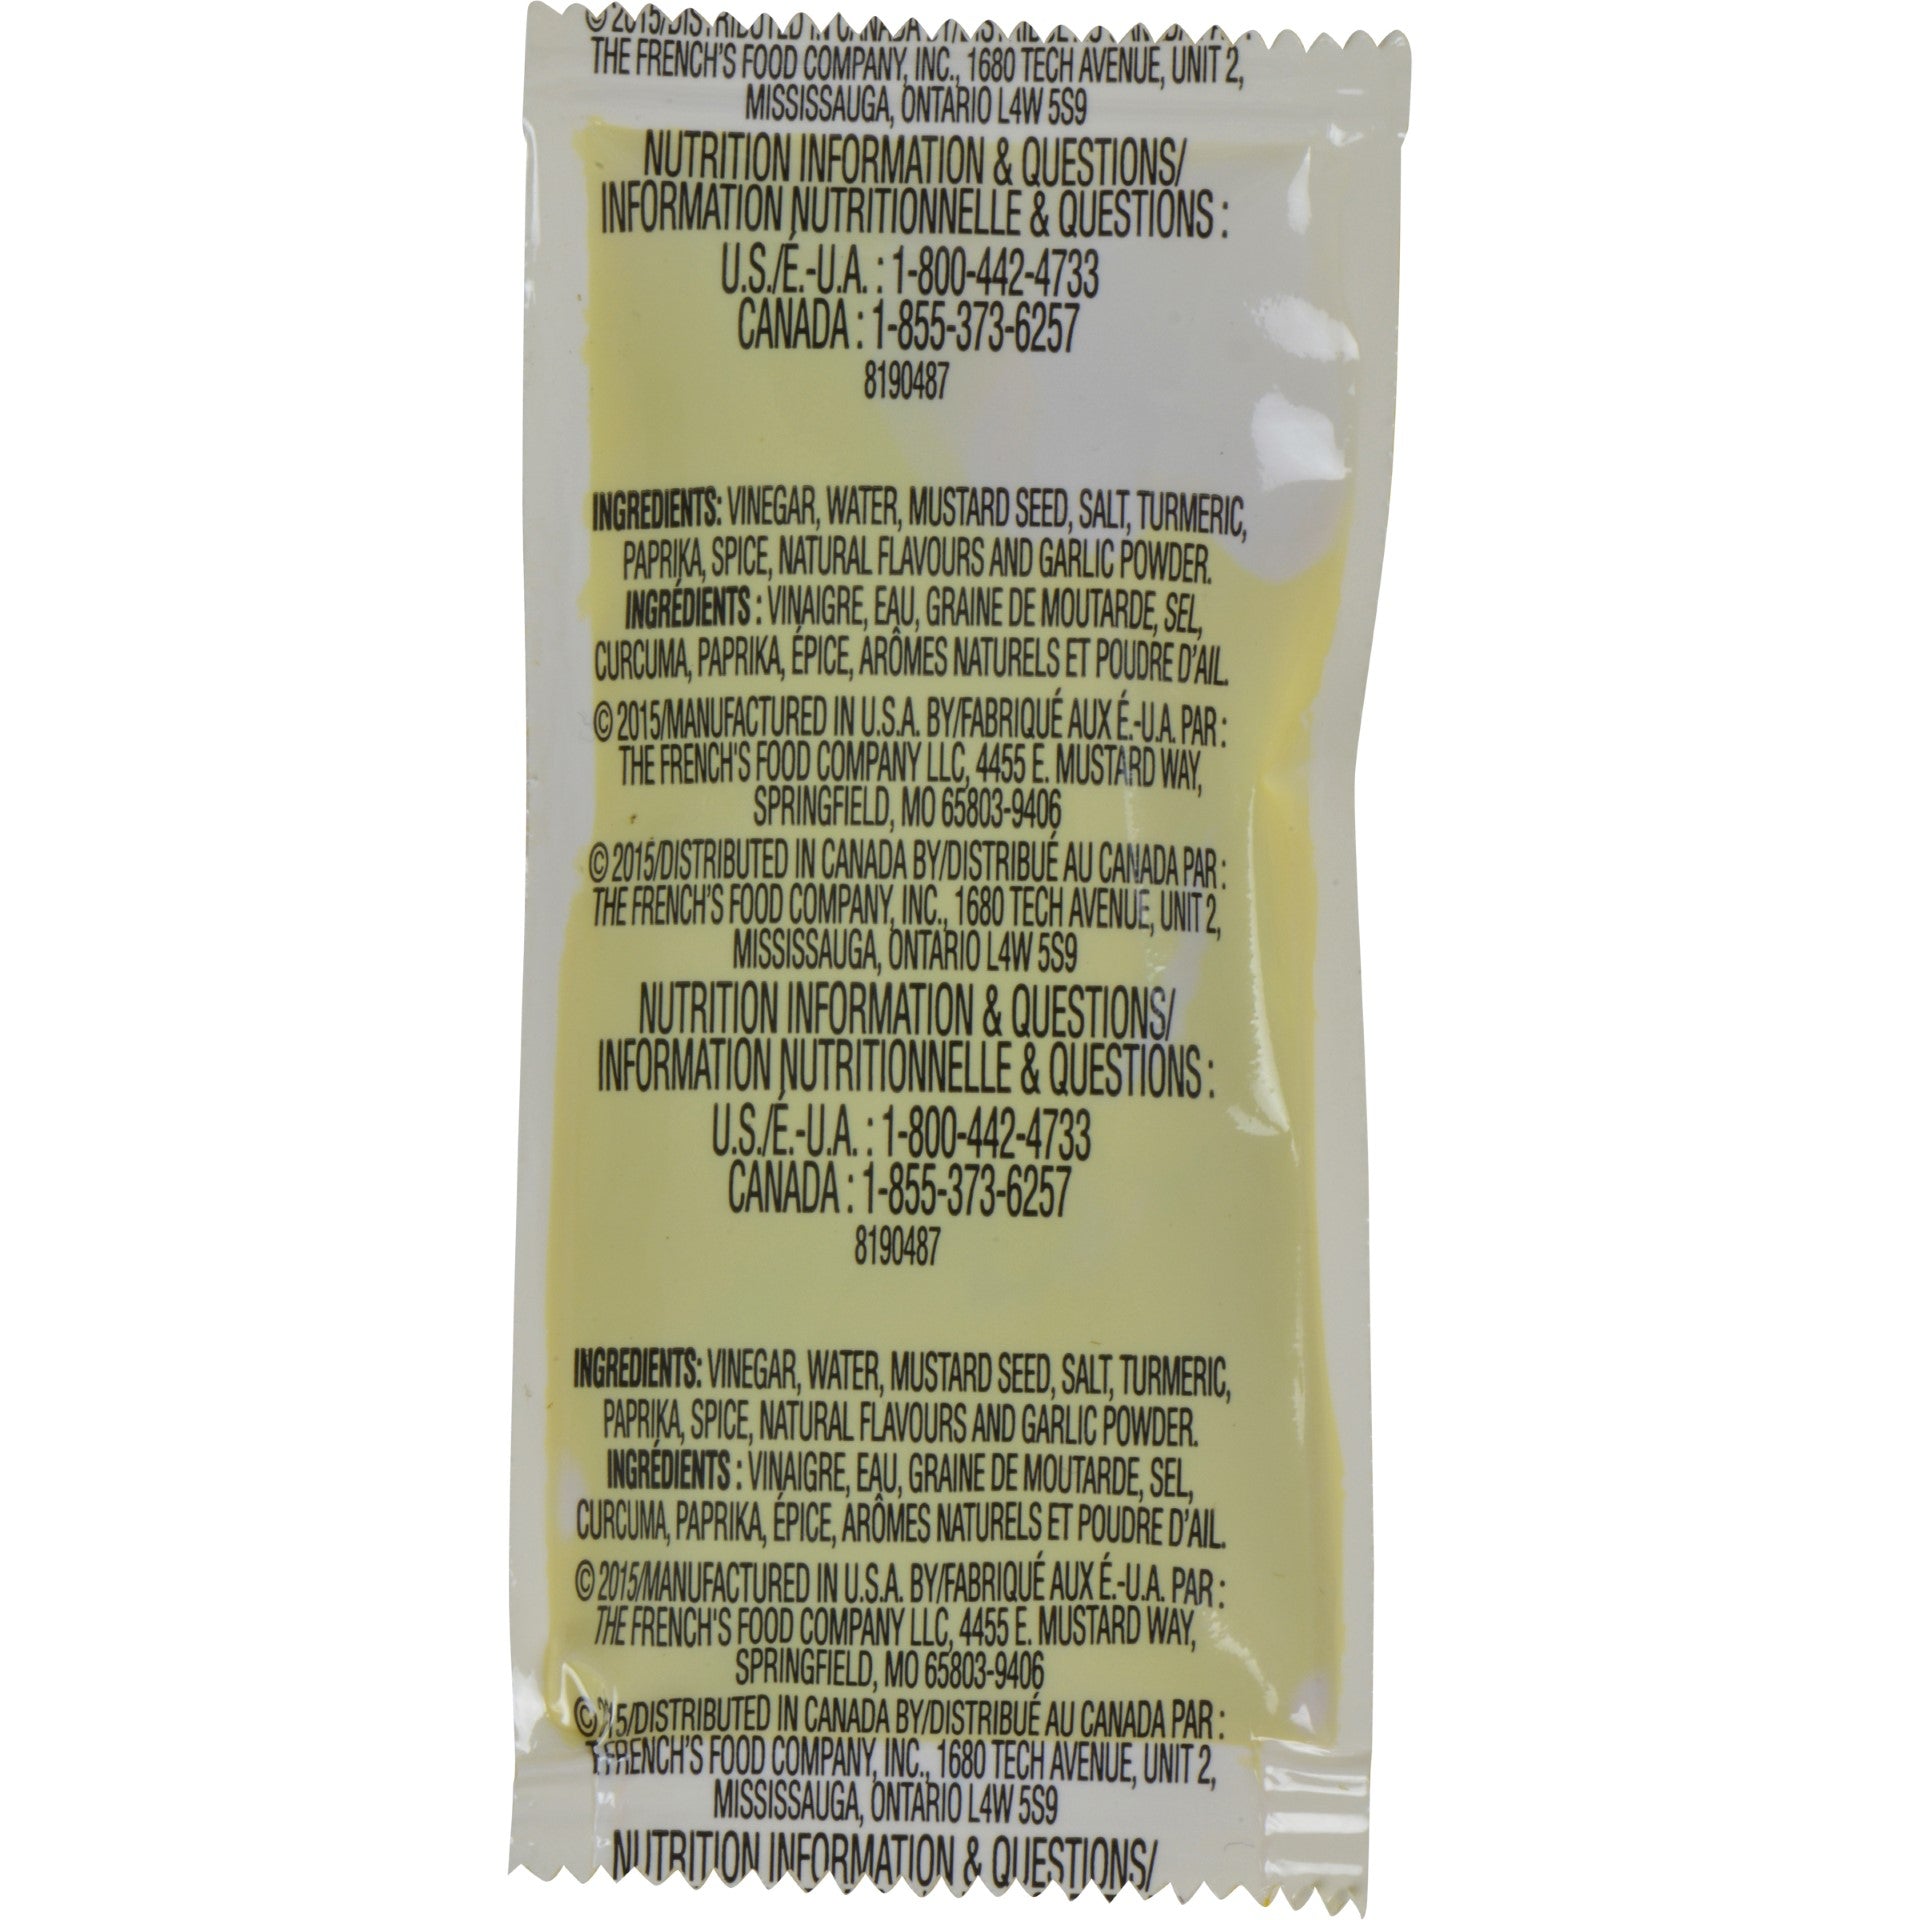 © 2015/DISTRIBUTED IN CANADA
THE FRENCH'S FOOD COMPANY, INC., 1680 TECH AVENUE, UNIT 2,
MISSISSAUGA, ONTARIO L4W 5S9
NUTRITION INFORMATION & QUESTIONS/
INFORMATION NUTRITIONNELLE & QUESTIONS :
U.S./É.-U.A. : 1-800-442-4733
CANADA : 1-855-373-6257
8190487
INGREDIENTS: VINEGAR, WATER, MUSTARD SEED, SALT, TURMERIC,
PAPRIKA, SPICE, NATURAL FLAVOURS AND GARLIC POWDER.
INGRÉDIENTS : VINAIGRE, EAU, GRAINE DE MOUTARDE, SEL,
CURCUMA, PAPRIKA, ÉPICE, ARÔMES NATURELS ET POUDRE D'AIL.
© 2015/MANUFACTURED IN U.S.A. BY/FABRIQUÉ AUX É.-U.A. PAR :
THE FRENCH'S FOOD COMPANY LLC, 4455 E. MUSTARD WAY,
SPRINGFIELD, MO 65803-9406
© 2015/DISTRIBUTED IN CANADA BY/DISTRIBUÉ AU CANADA PAR :
THE FRENCH'S FOOD COMPANY, INC., 1680 TECH AVENUE, UNIT 2,
MISSISSAUGA, ONTARIO L4W 5S9
NUTRITION INFORMATION & QUESTIONS/
INFORMATION NUTRITIONNELLE & QUESTIONS :
U.S./É.-U.A. : 1-800-442-4733
CANADA : 1-855-373-6257
8190487
INGREDIENTS: VINEGAR, WATER, MUSTARD SEED, SALT, TURMERIC,
PAPRIKA, SPICE, NATURAL FLAVOURS AND GARLIC POWDER.
INGRÉDIENTS : VINAIGRE, EAU, GRAINE DE MOUTARDE, SEL,
CURCUMA, PAPRIKA, ÉPICE, ARÔMES NATURELS ET POUDRE D'AIL.
© 2015/MANUFACTURED IN U.S.A. BY/FABRIQUÉ AUX É.-U.A. PAR :
THE FRENCH'S FOOD COMPANY LLC, 4455 E. MUSTARD WAY,
SPRINGFIELD, MO 65803-9406
© 5/DISTRIBUTED IN CANADA BY/DISTRIBUÉ AU CANADA PAR :
FRENCH'S FOOD COMPANY, INC., 1680 TECH AVENUE, UNIT 2,
MISSISSAUGA, ONTARIO L4W 5S9
NUTRITION INFORMATION & QUESTIONS/